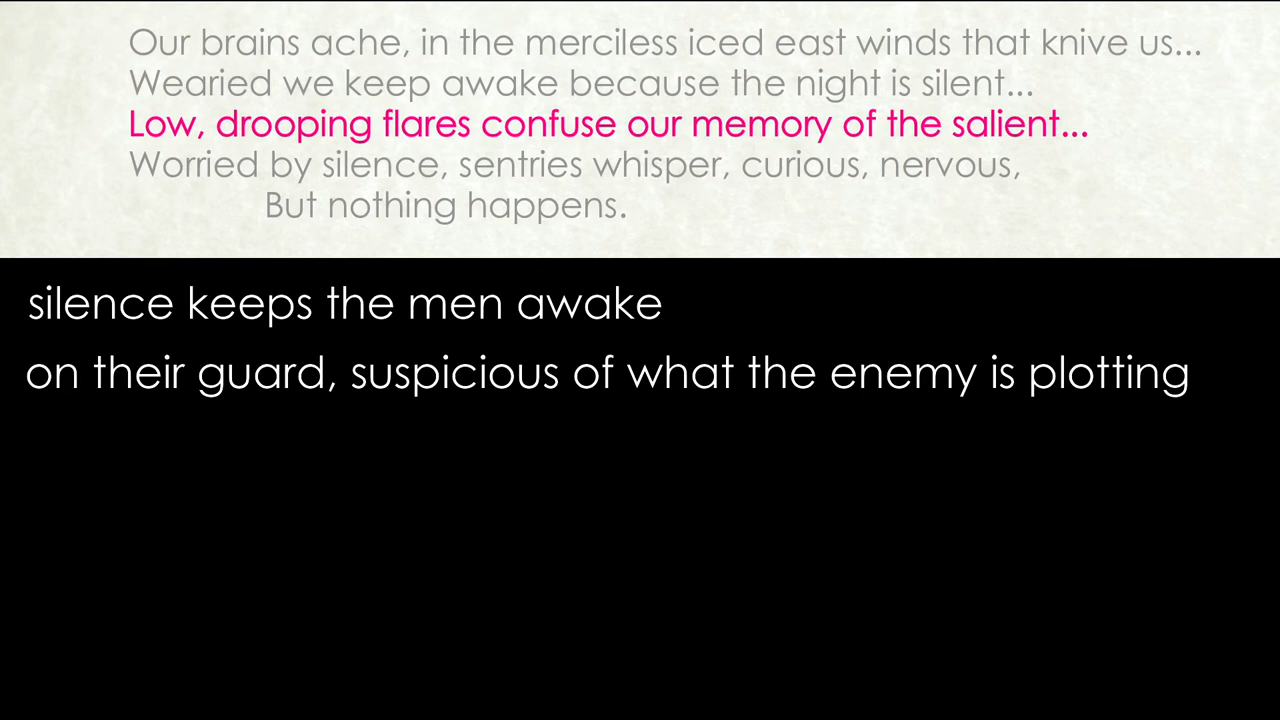 Our brains ache, in the merciless iced east winds that knive us...
Wearied we keep awake because the night is silent...
Low, drooping flares confuse our memory of the salient...
Worried by silence, sentries whisper, curious, nervous,
But nothing happens.
silence keeps the men awake
on their guard, suspicious of what the enemy is plotting